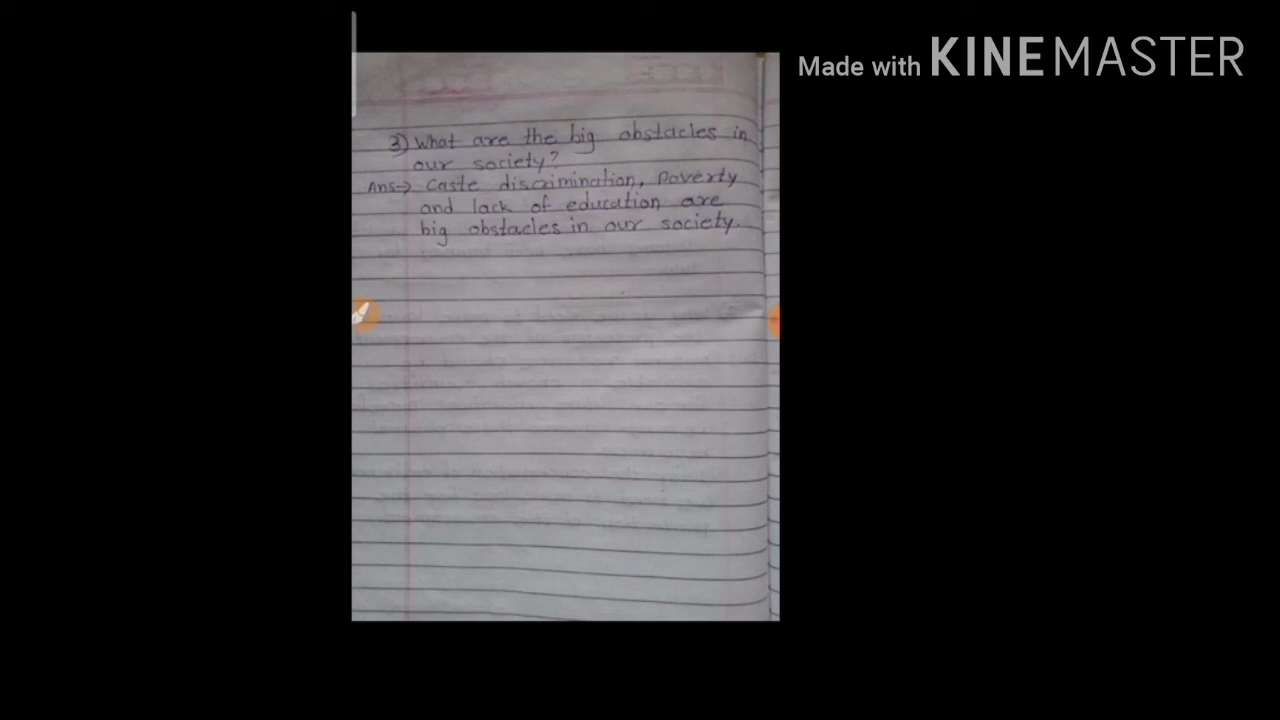 Made with KINEMASTER
3) What are the big obstacles in
our society?
Ans→ Caste discrimination, Poverty
and lack of education are
big obstacles in our society.